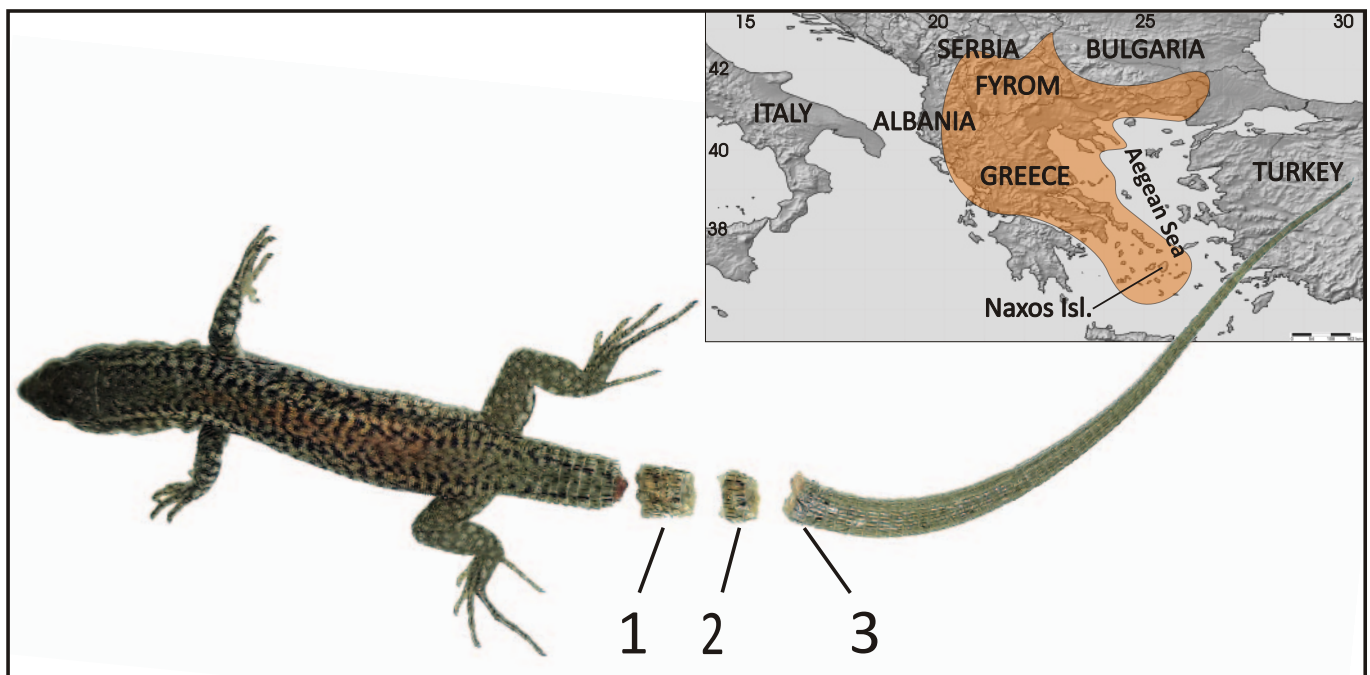 15 20 25 30
SERBIA BULGARIA
42
FYROM
ITALY ALBANIA
40
GREECE Aegean Sea TURKEY
38
Naxos Isl.
1 2 3